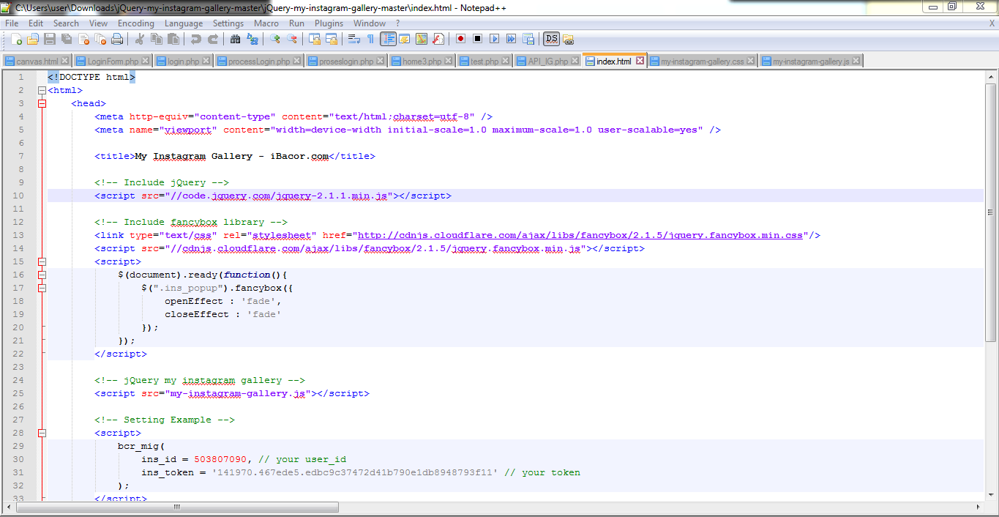 C:\Users\user\Downloads\jQuery-my-instagram-gallery-master\jQuery-my-instagram-gallery-master\index.html - Notepad++
File Edit Search View Encoding Language Settings Macro Run Plugins Window ? X
canvas.html LoginForm.php login.php processLogin.php proseslogin.php home3.php test.php API_IG.php index.html my-instagram-gallery.css my-instagram-gallery.js
1 <!DOCTYPE html>
2 <html>
3 <head>
4 <meta http-equiv="content-type" content="text/html;charset=utf-8" />
5 <meta name="viewport" content="width=device-width initial-scale=1.0 maximum-scale=1.0 user-scalable=yes" />
6
7 <title>My Instagram Gallery - iBacor.com</title>
8
9 <!-- Include jQuery -->
10 <script src="//code.jquery.com/jquery-2.1.1.min.js"></script>
11
12 <!-- Include fancybox library -->
13 <link type="text/css" rel="stylesheet" href="http://cdnjs.cloudflare.com/ajax/libs/fancybox/2.1.5/jquery.fancybox.min.css"/>
14 <script src="//cdnjs.cloudflare.com/ajax/libs/fancybox/2.1.5/jquery.fancybox.min.js"></script>
15 <script>
16 $(document).ready(function(){
17 $(".ins_popup").fancybox({
18 openEffect : 'fade',
19 closeEffect : 'fade'
20 });
21 });
22 </script>
23
24 <!-- jQuery my instagram gallery -->
25 <script src="my-instagram-gallery.js"></script>
26
27 <!-- Setting Example -->
28 <script>
29 bcr_mig(
30 ins_id = 503807090, // your user_id
31 ins_token = '141970.467ede5.edbc9c37472d41b790e1db8948793f11' // your token
32 );
33 </script>